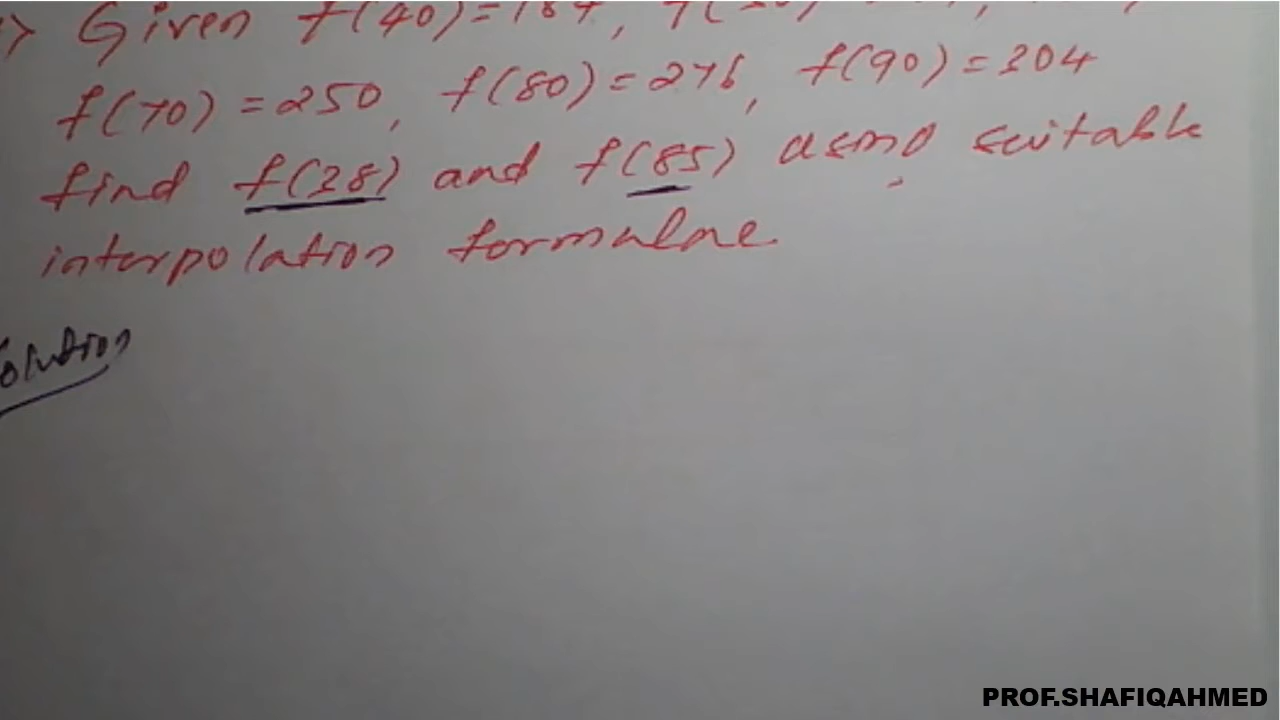 Given f(40)=184,
f(70)=250, f(80)=276, f(90)=304
find f(38) and f(85) using suitable
interpolation formulae.
Solution
PROF.SHAFIQAHMED